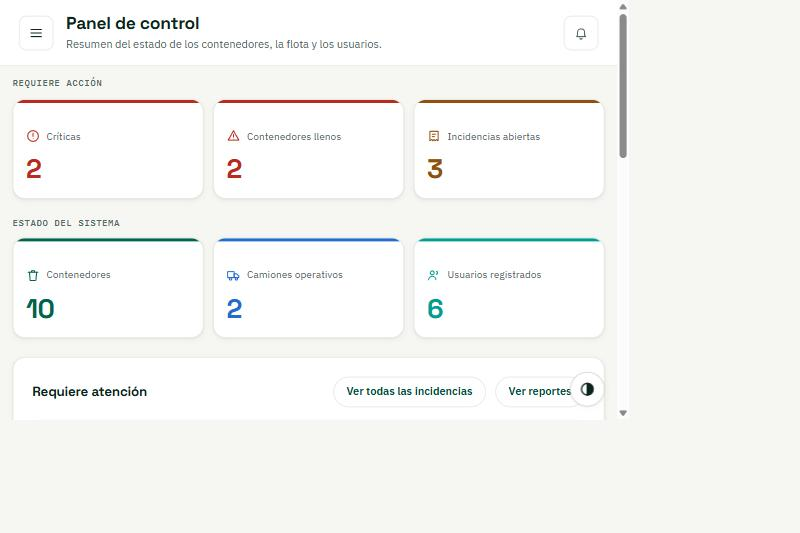 Panel de control
Resumen del estado de los contenedores, la flota y los usuarios.
REQUIERE ACCIÓN
Críticas
2
Contenedores llenos
2
Incidencias abiertas
3
ESTADO DEL SISTEMA
Contenedores
10
Camiones operativos
2
Usuarios registrados
6
Requiere atención
Ver todas las incidencias
Ver reportes